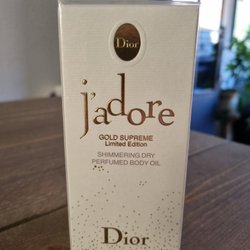 Dior
j'adore
GOLD SUPREME
Limited Edition
SHIMMERING DRY
PERFUMED BODY OIL
Dior